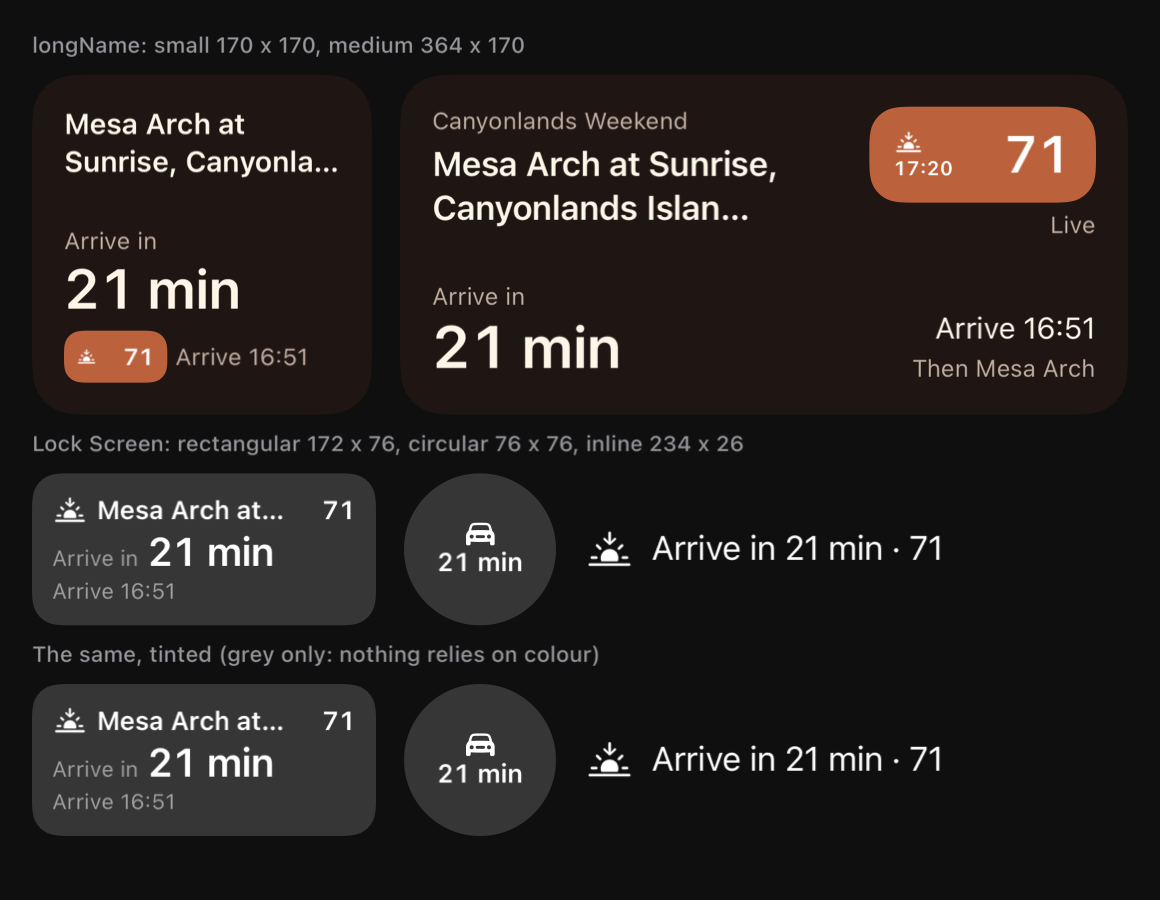 longName: small 170 x 170, medium 364 x 170
Mesa Arch at
Sunrise, Canyonla...
Arrive in
21 min
71 Arrive 16:51
Canyonlands Weekend
Mesa Arch at Sunrise,
Canyonlands Islan...
17:20
71
Live
Arrive in
21 min
Arrive 16:51
Then Mesa Arch
Lock Screen: rectangular 172 x 76, circular 76 x 76, inline 234 x 26
Mesa Arch at... 71
Arrive in 21 min
Arrive 16:51
21 min
Arrive in 21 min · 71
The same, tinted (grey only: nothing relies on colour)
Mesa Arch at... 71
Arrive in 21 min
Arrive 16:51
21 min
Arrive in 21 min · 71